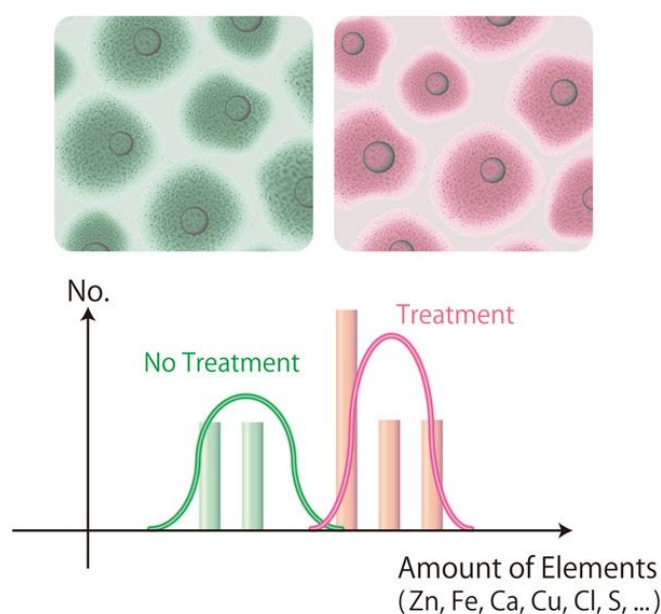 No.
Treatment
No Treatment
Amount of Elements
(Zn, Fe, Ca, Cu, Cl, S, ...)